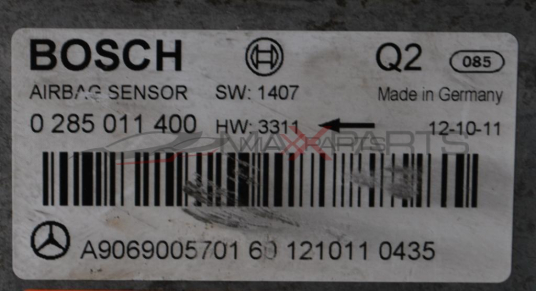 BOSCH Q2 085
AIRBAG SENSOR SW: 1407 Made in Germany
0 285 011 400 HW: 3311 12-10-11
MAXXPARTS
A9069005701 60 121011 0435